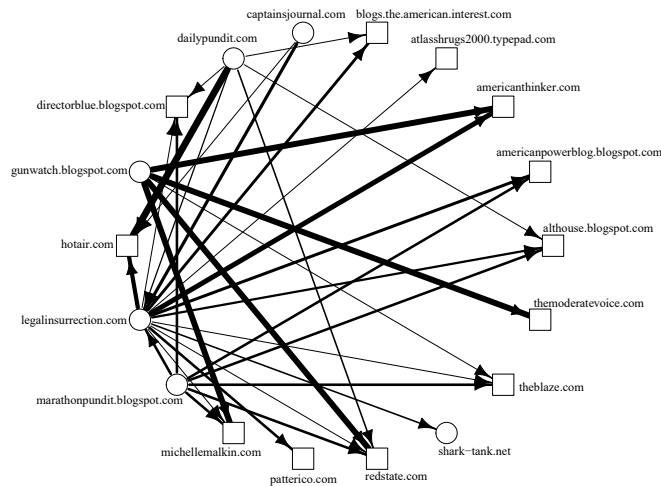 captainsjournal.com
blogs.the.american.interest.com
dailypundit.com
atlasshrugs2000.typepad.com
americanthinker.com
directorblue.blogspot.com
americanpowerblog.blogspot.com
gunwatch.blogspot.com
althouse.blogspot.com
hotair.com
themoderatevoice.com
legalinsurrection.com
theblaze.com
marathonpundit.blogspot.com
shark−tank.net
michellemalkin.com
redstate.com
patterico.com